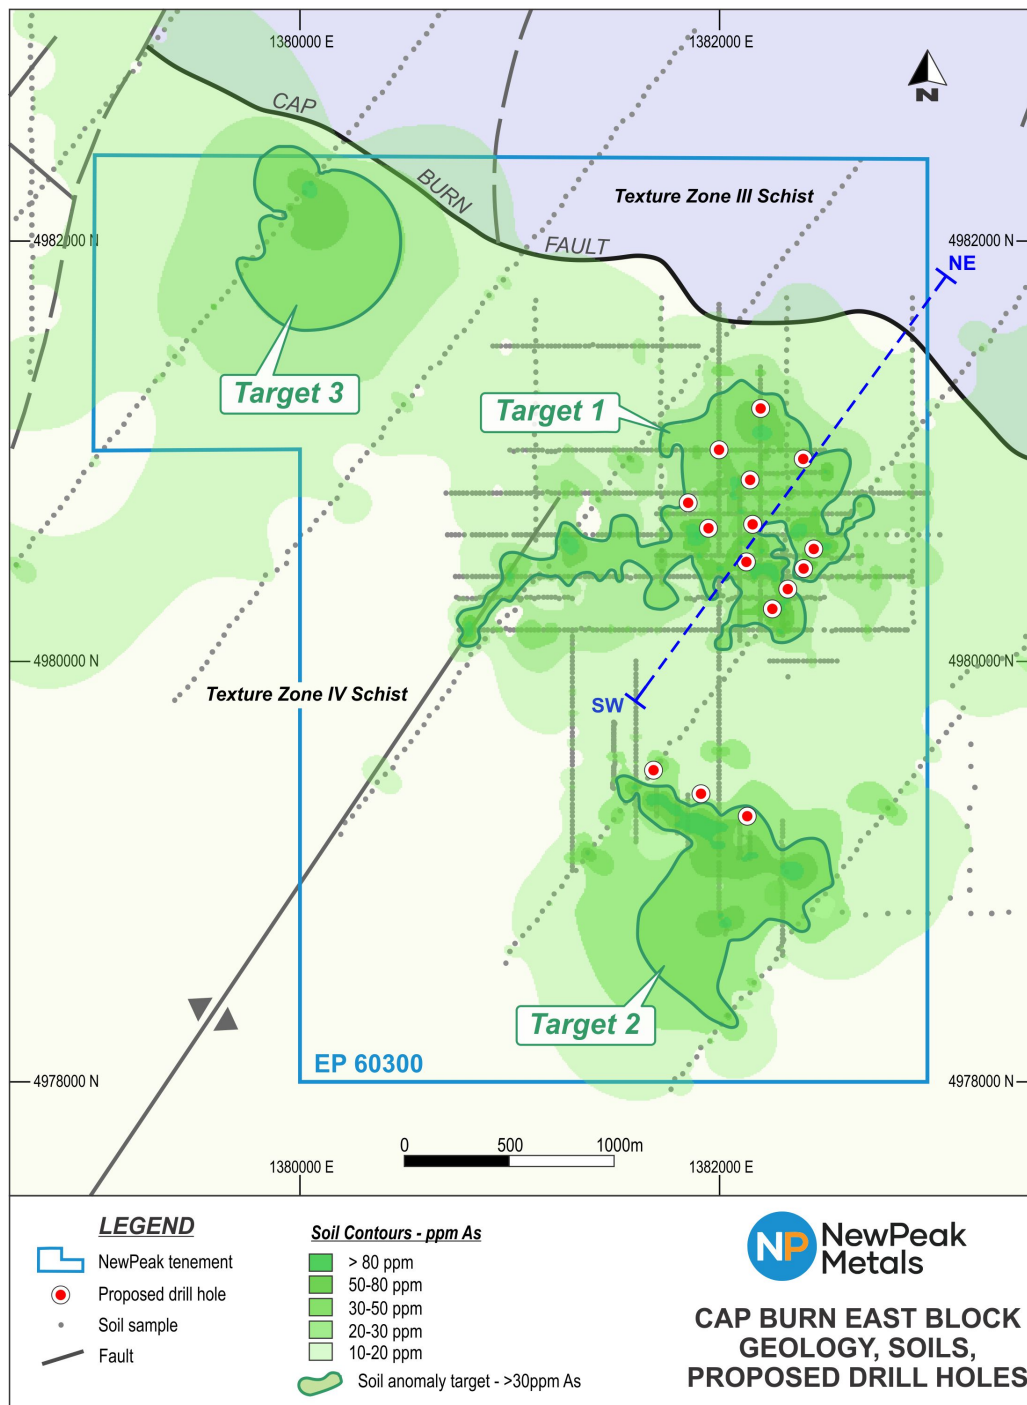 1380000 E
1382000 E
N
CAP
BURN
FAULT
Texture Zone III Schist
4982000 N
4982000 N
NE
Target 3
Target 1
4980000 N
4980000 N
Texture Zone IV Schist
SW
Target 2
EP 60300
4978000 N
4978000 N
0 500 1000m
1380000 E
1382000 E
LEGEND
NewPeak tenement
Proposed drill hole
Soil sample
Fault
Soil Contours - ppm As
> 80 ppm
50-80 ppm
30-50 ppm
20-30 ppm
10-20 ppm
Soil anomaly target - >30ppm As
NP NewPeak
Metals
CAP BURN EAST BLOCK
GEOLOGY, SOILS,
PROPOSED DRILL HOLES